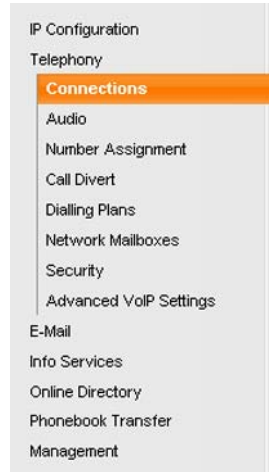 IP Configuration
Telephony
Connections
Audio
Number Assignment
Call Divert
Dialling Plans
Network Mailboxes
Security
Advanced VoIP Settings
E-Mail
Info Services
Online Directory
Phonebook Transfer
Management